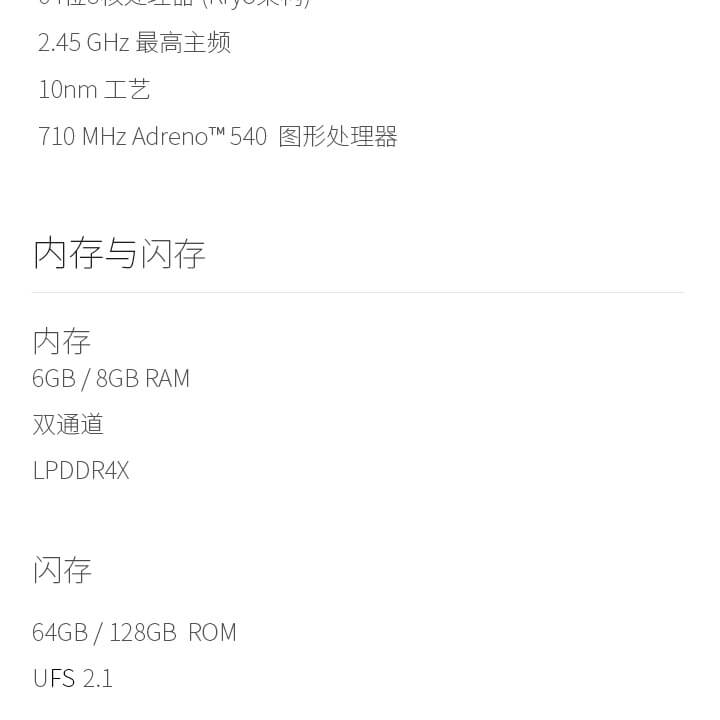 2.45 GHz 最高主频
10nm 工艺
710 MHz Adreno™ 540 图形处理器
内存与闪存
内存
6GB / 8GB RAM
双通道
LPDDR4X
闪存
64GB / 128GB ROM
UFS 2.1